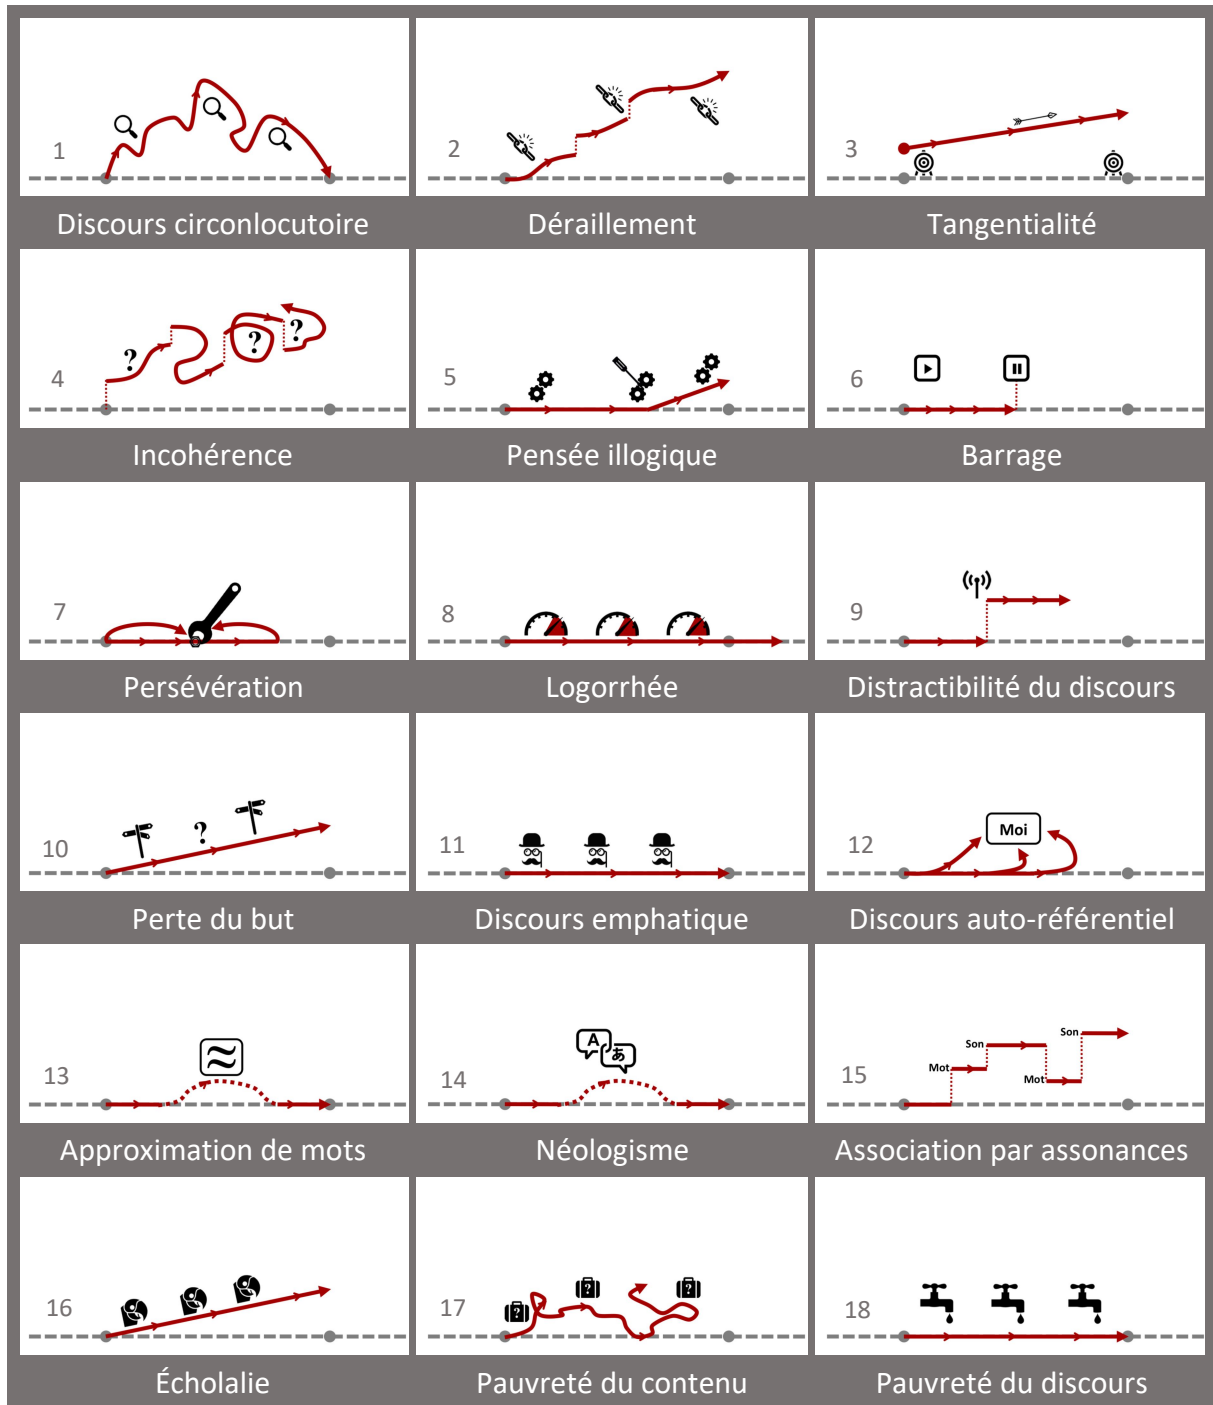 1
Discours circonlocutoire
2
Déraillement
3
Tangentialité
? ? ?
4
Incohérence
5
Pensée illogique
6
Barrage
7
Persévération
8
Logorrhée
9
Distractibilité du discours
?
10
Perte du but
11
Discours emphatique
Moi
12
Discours auto-référentiel
13
Approximation de mots
A あ
14
Néologisme
Son
Son
Mot
Mot
15
Association par assonances
16
Écholalie
? ? ?
17
Pauvreté du contenu
18
Pauvreté du discours